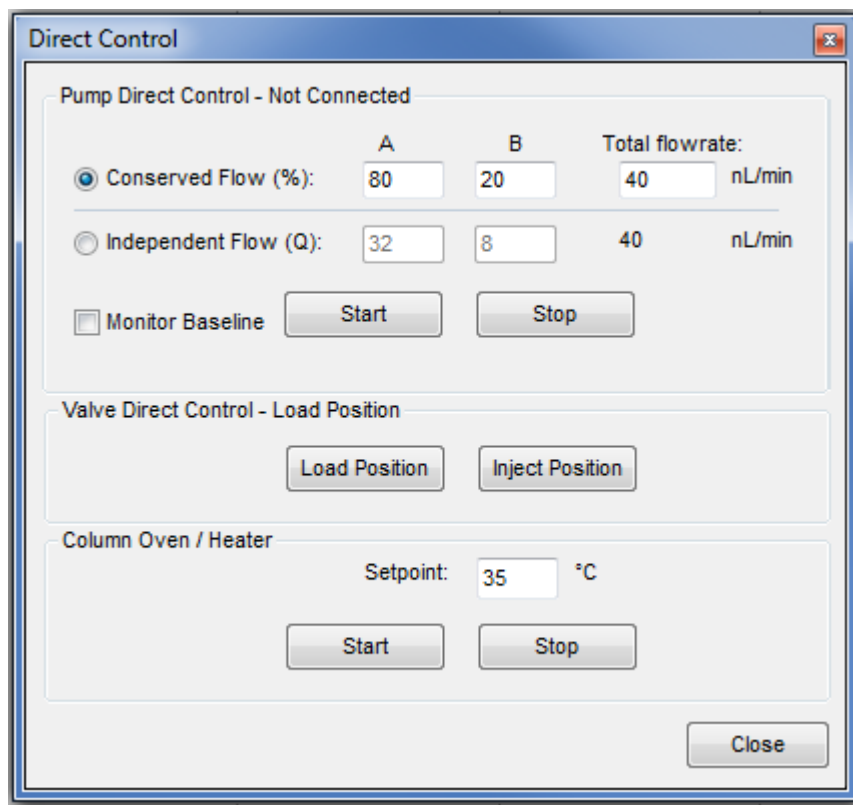 Direct Control
Pump Direct Control - Not Connected
A B Total flowrate:
Conserved Flow (%): 80 20 40 nL/min
Independent Flow (Q): 32 8 40 nL/min
Monitor Baseline Start Stop
Valve Direct Control - Load Position
Load Position Inject Position
Column Oven / Heater
Setpoint: 35 °C
Start Stop
Close